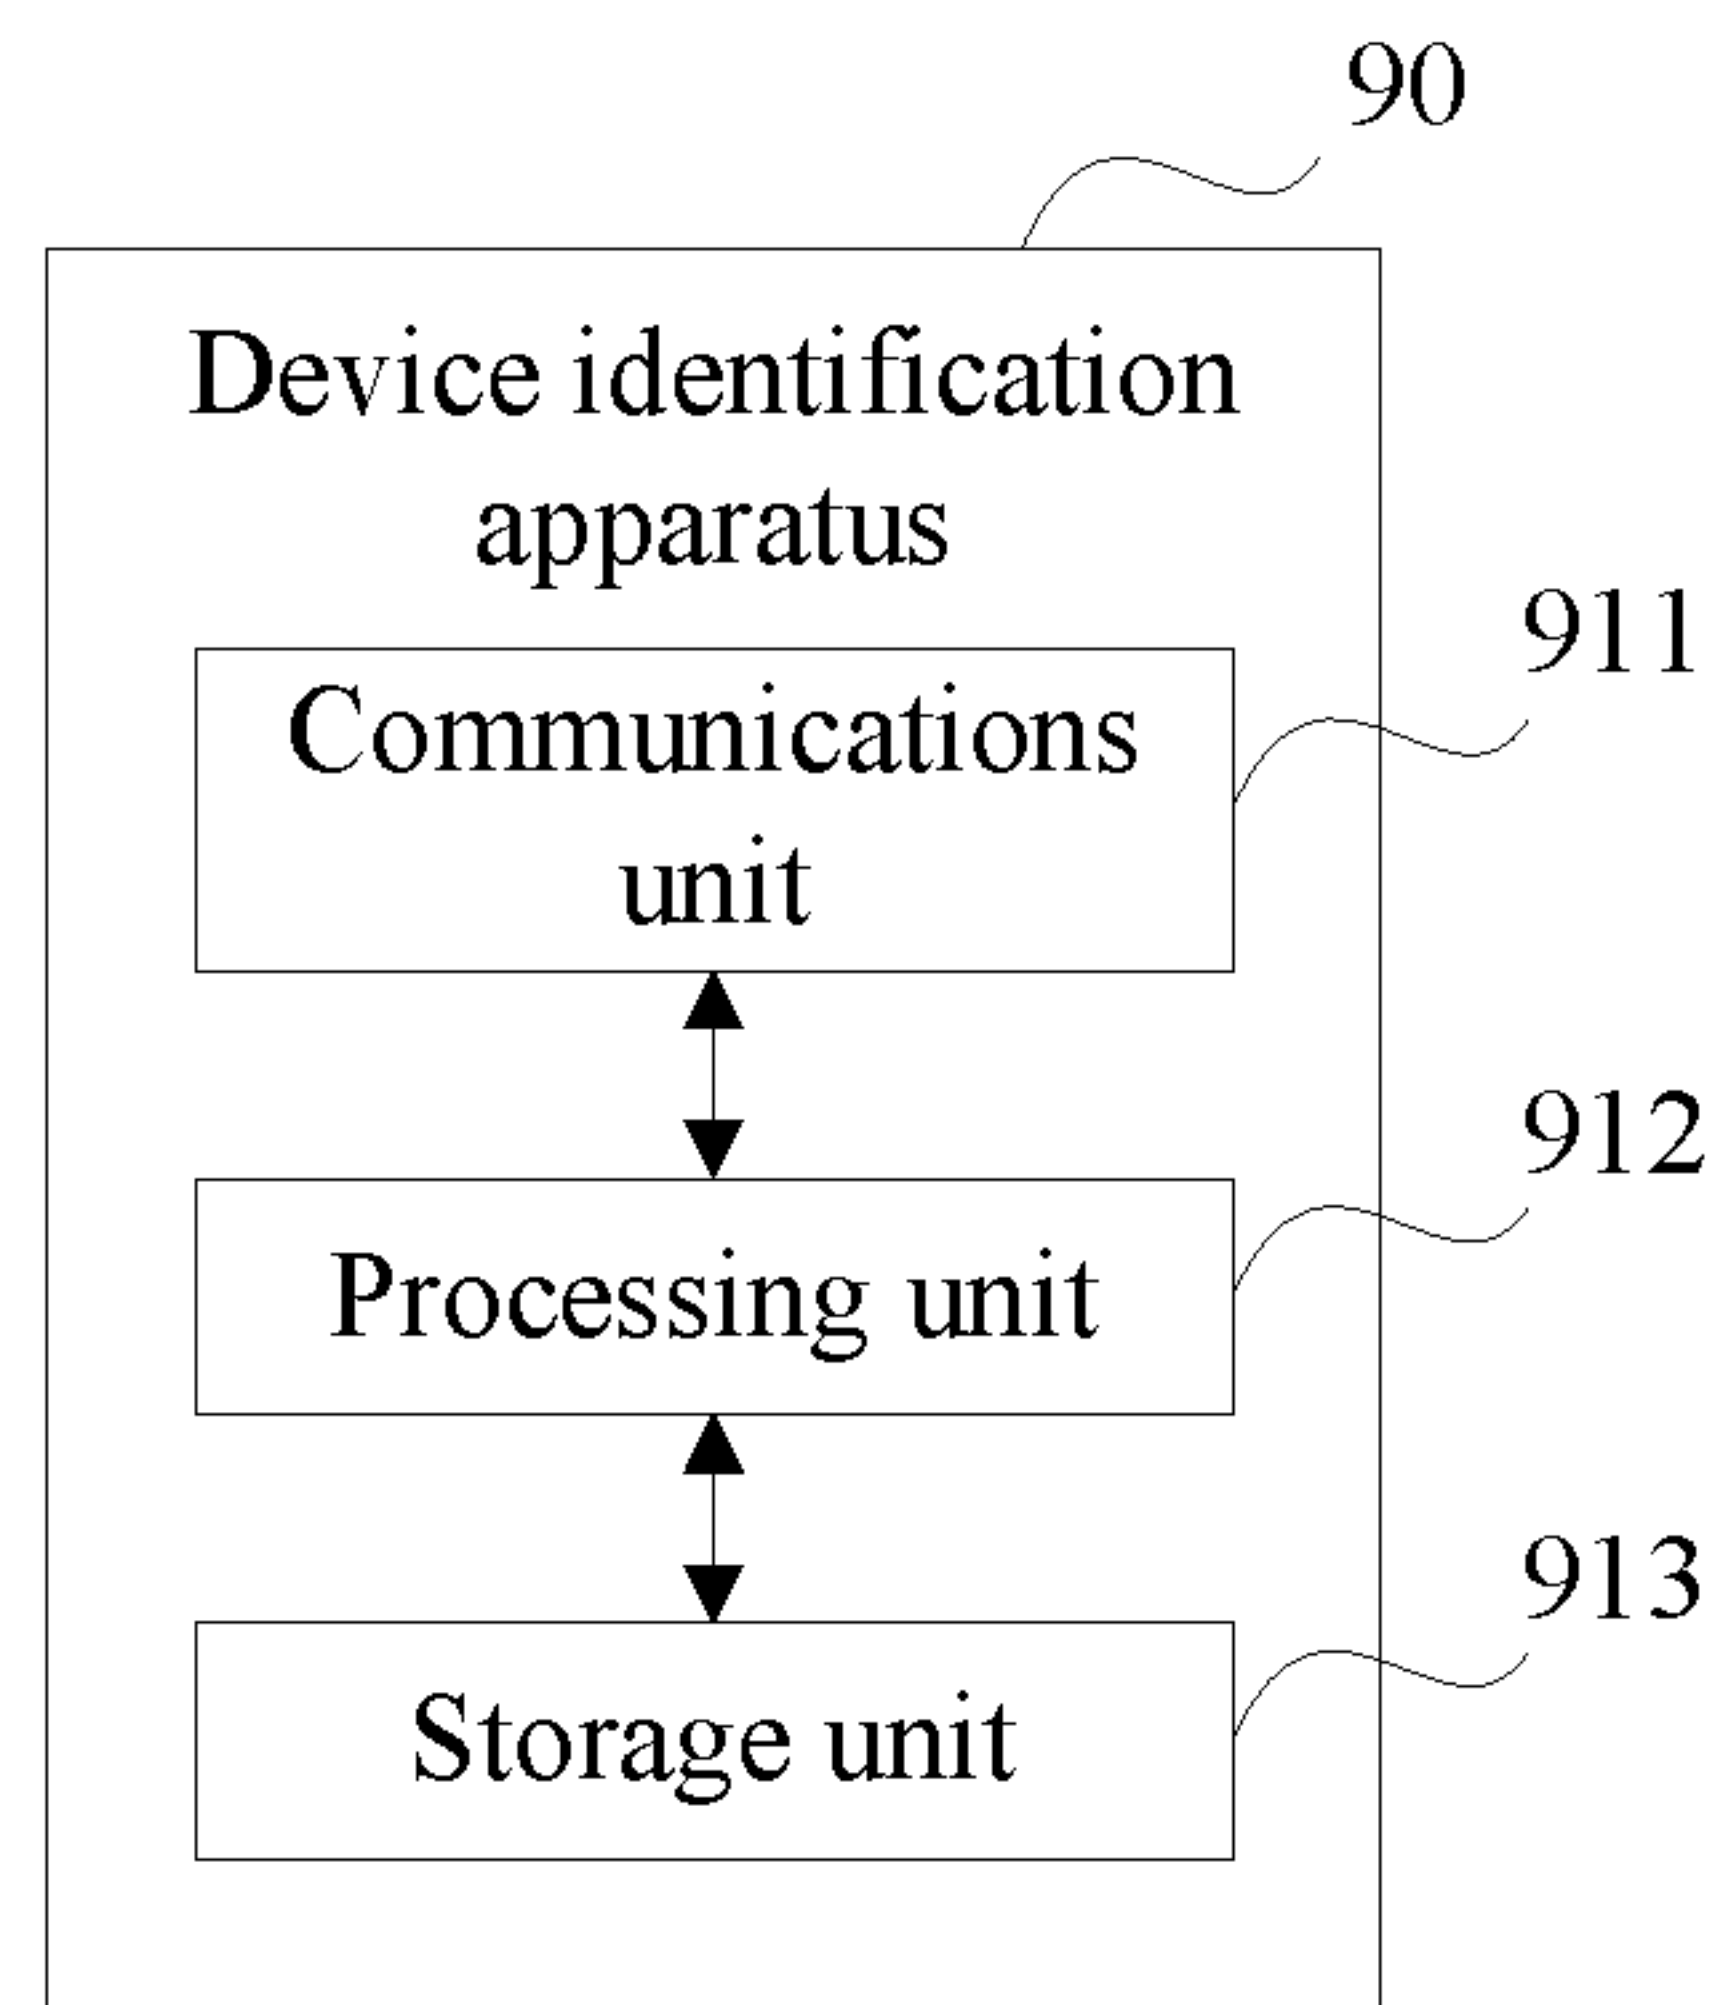 90
Device identification
apparatus
911
Communications
unit
912
Processing unit
913
Storage unit